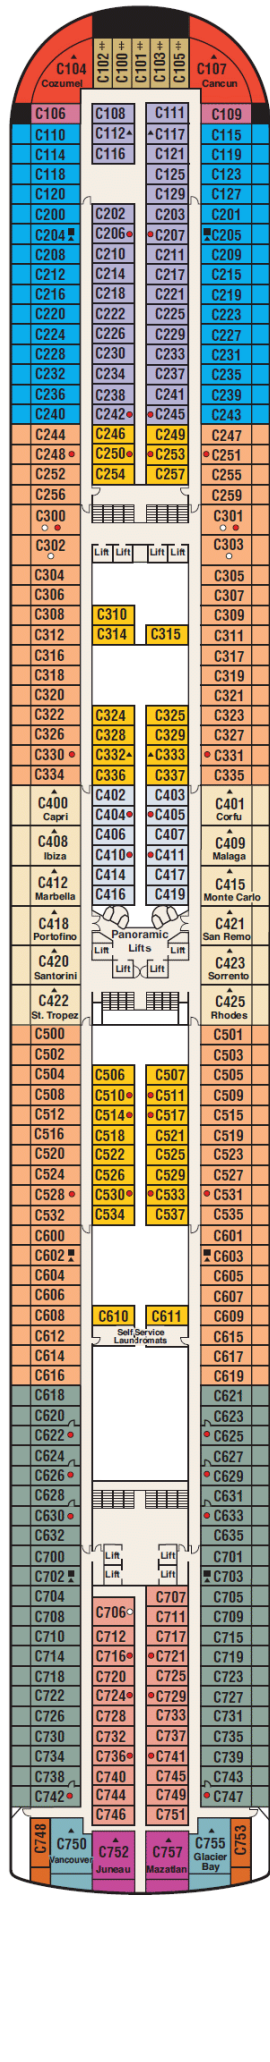 C104 C102 C100 C101 C103 C105 C107
Cozumel Cancun
C106 C108 C111 C109
C110 C112 C117 C115
C114 C116 C121 C119
C118 C125 C123
C120 C129 C127
C200 C202 C203 C201
C204 C206 C207 C205
C208 C210 C211 C209
C212 C214 C217 C215
C216 C218 C221 C219
C220 C222 C225 C223
C224 C226 C229 C227
C228 C230 C233 C231
C232 C234 C237 C235
C236 C238 C241 C239
C240 C242 C245 C243
C244 C246 C249 C247
C248 C250 C253 C251
C252 C254 C257 C255
C256 C259
C300 C301
C302 Lift Lift Lift Lift C303
C304 C305
C306 C307
C308 C310 C309
C312 C314 C315 C311
C316 C317
C318 C319
C320 C321
C322 C324 C325 C323
C326 C328 C329 C327
C330 C332 C333 C331
C334 C336 C337 C335
C400 C402 C403 C401
Capri C404 C405 Corfu
C408 C406 C407 C409
Ibiza C410 C411 Malaga
C412 C414 C417 C415
Marbella C416 C419 Monte Carlo
C418 C421
Portofino Panoramic San Remo
C420 Lift Lifts Lift C423
Santorini Lift Lift Sorrento
C422 C425
St. Tropez Rhodes
C500 C501
C502 C503
C504 C506 C507 C505
C508 C510 C511 C509
C512 C514 C517 C515
C516 C518 C521 C519
C520 C522 C525 C523
C524 C526 C529 C527
C528 C530 C533 C531
C532 C534 C537 C535
C600 C601
C602 C603
C604 C605
C606 C607
C608 C610 C611 C609
C612 Self Service C615
Laundromats
C614 C617
C616 C619
C618 C621
C620 C623
C622 C625
C624 C627
C626 C629
C628 C631
C630 C633
C632 C635
C700 Lift Lift C701
C702 Lift Lift C703
C704 C706 C707 C705
C708 C711 C709
C710 C712 C717 C715
C714 C716 C721 C719
C718 C720 C725 C723
C722 C724 C729 C727
C726 C728 C733 C731
C730 C732 C737 C735
C734 C736 C741 C739
C738 C740 C745 C743
C742 C744 C749 C747
C746 C751
C748 C750 C752 C757 C755 C753
Vancouver Juneau Mazatlan Glacier
Bay